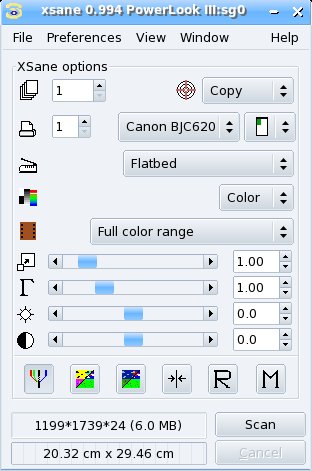 xsane 0.994 PowerLook III:sg0
File Preferences View Window Help
XSane options
1 Copy
1 Canon BJC620
Flatbed
Color
Full color range
1.00
1.00
0.0
0.0
R M
1199*1739*24 (6.0 MB) Scan
20.32 cm x 29.46 cm Cancel